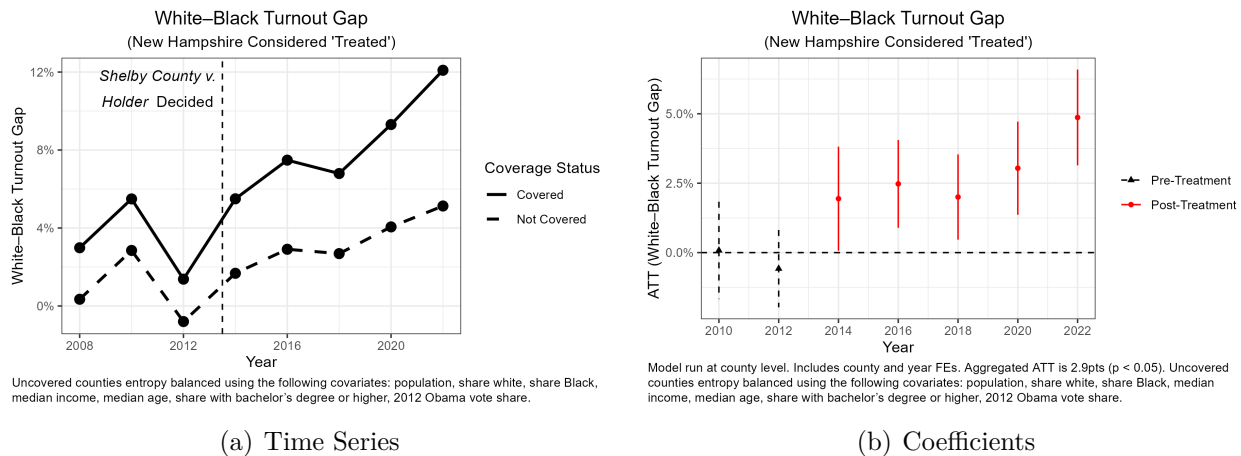 White–Black Turnout Gap
(New Hampshire Considered 'Treated')
Shelby County v.
Holder Decided
12%
8%
4%
0%
White–Black Turnout Gap
2008
2012
2016
2020
Year
Coverage Status
Covered
Not Covered
Uncovered counties entropy balanced using the following covariates: population, share white, share Black,
median income, median age, share with bachelor's degree or higher, 2012 Obama vote share.
(a) Time Series
White–Black Turnout Gap
(New Hampshire Considered 'Treated')
5.0%
2.5%
0.0%
ATT (White–Black Turnout Gap)
2010
2012
2014
2016
2018
2020
2022
Year
Pre-Treatment
Post-Treatment
Model run at county level. Includes county and year FEs. Aggregated ATT is 2.9pts (p < 0.05). Uncovered
counties entropy balanced using the following covariates: population, share white, share Black, median
income, median age, share with bachelor's degree or higher, 2012 Obama vote share.
(b) Coefficients